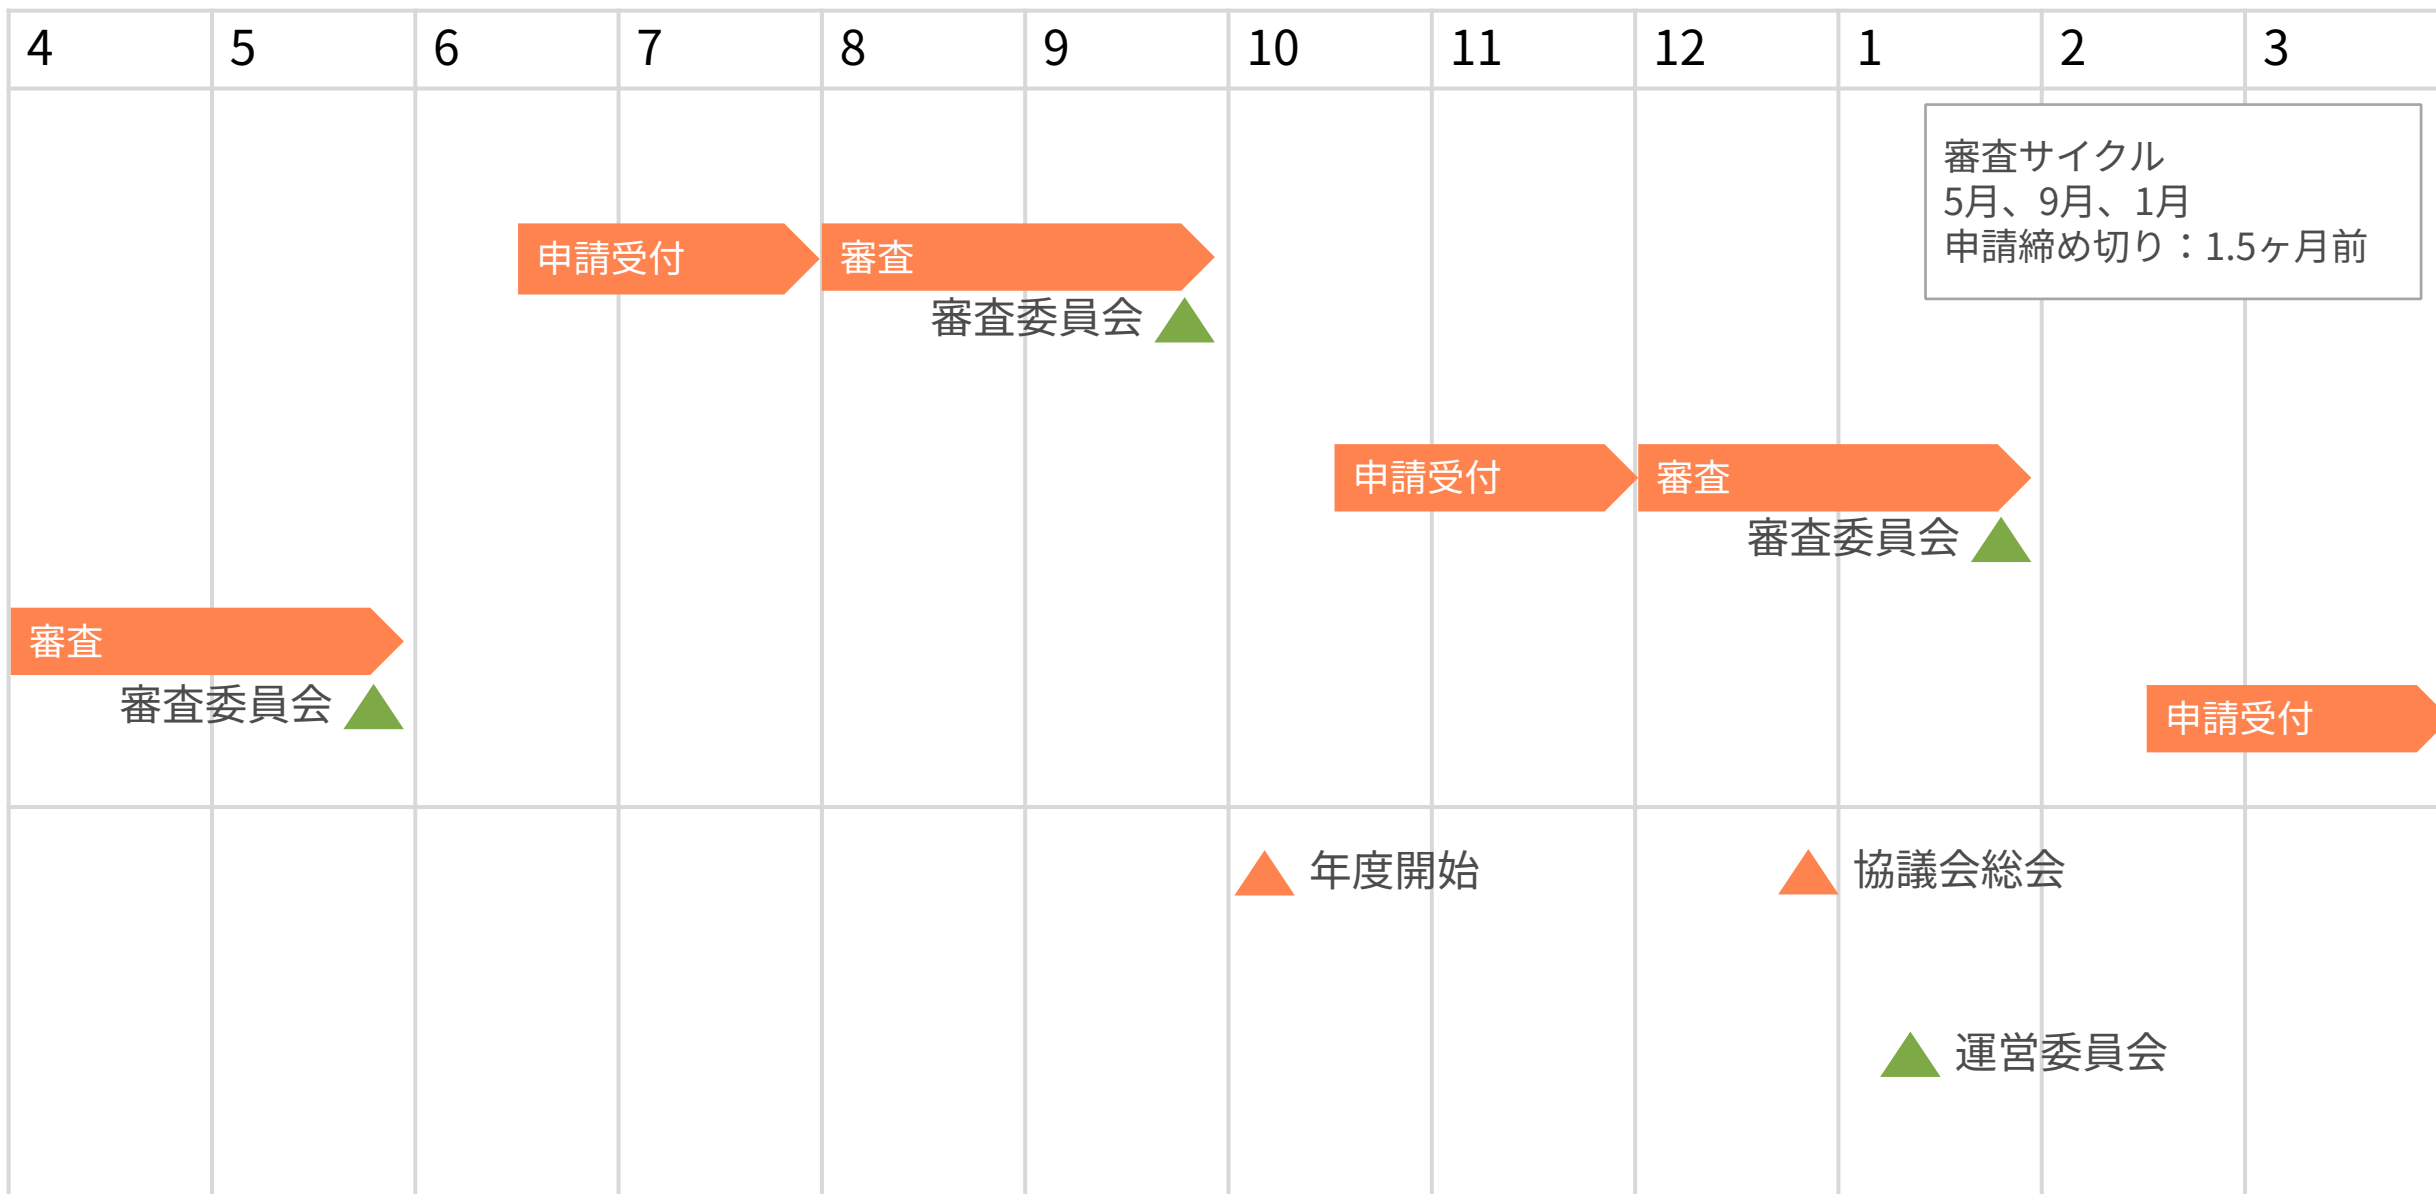 4 5 6 7 8 9 10 11 12 1 2 3
審査サイクル
5月、9月、1月
申請締め切り：1.5ヶ月前
申請受付 審査
審査委員会
申請受付 審査
審査委員会
審査
審査委員会
申請受付
年度開始 協議会総会
運営委員会